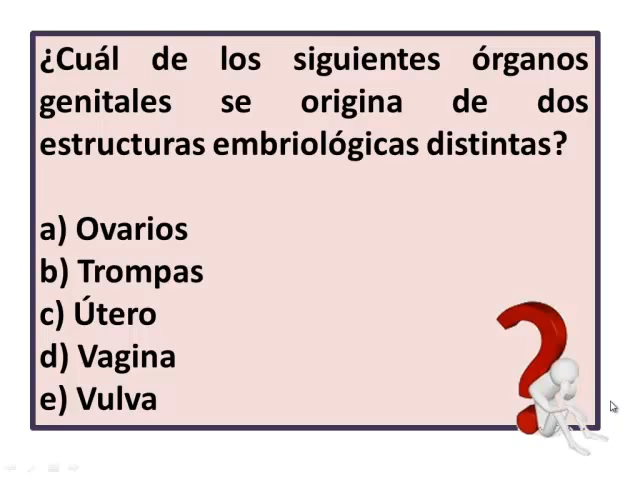 ¿Cuál de los siguientes órganos
genitales se origina de dos
estructuras embriológicas distintas?
a) Ovarios
b) Trompas
c) Útero
d) Vagina
e) Vulva